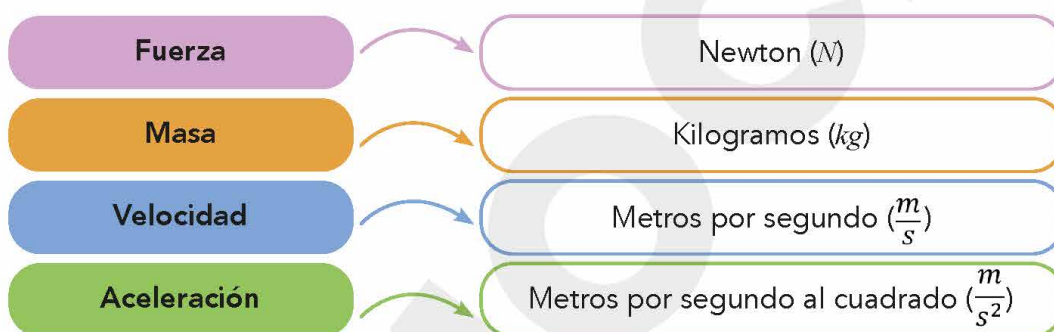 Fuerza
Newton (N)
Masa
Kilogramos (kg)
Velocidad
Metros por segundo (m/s)
Aceleración
Metros por segundo al cuadrado (m/s²)